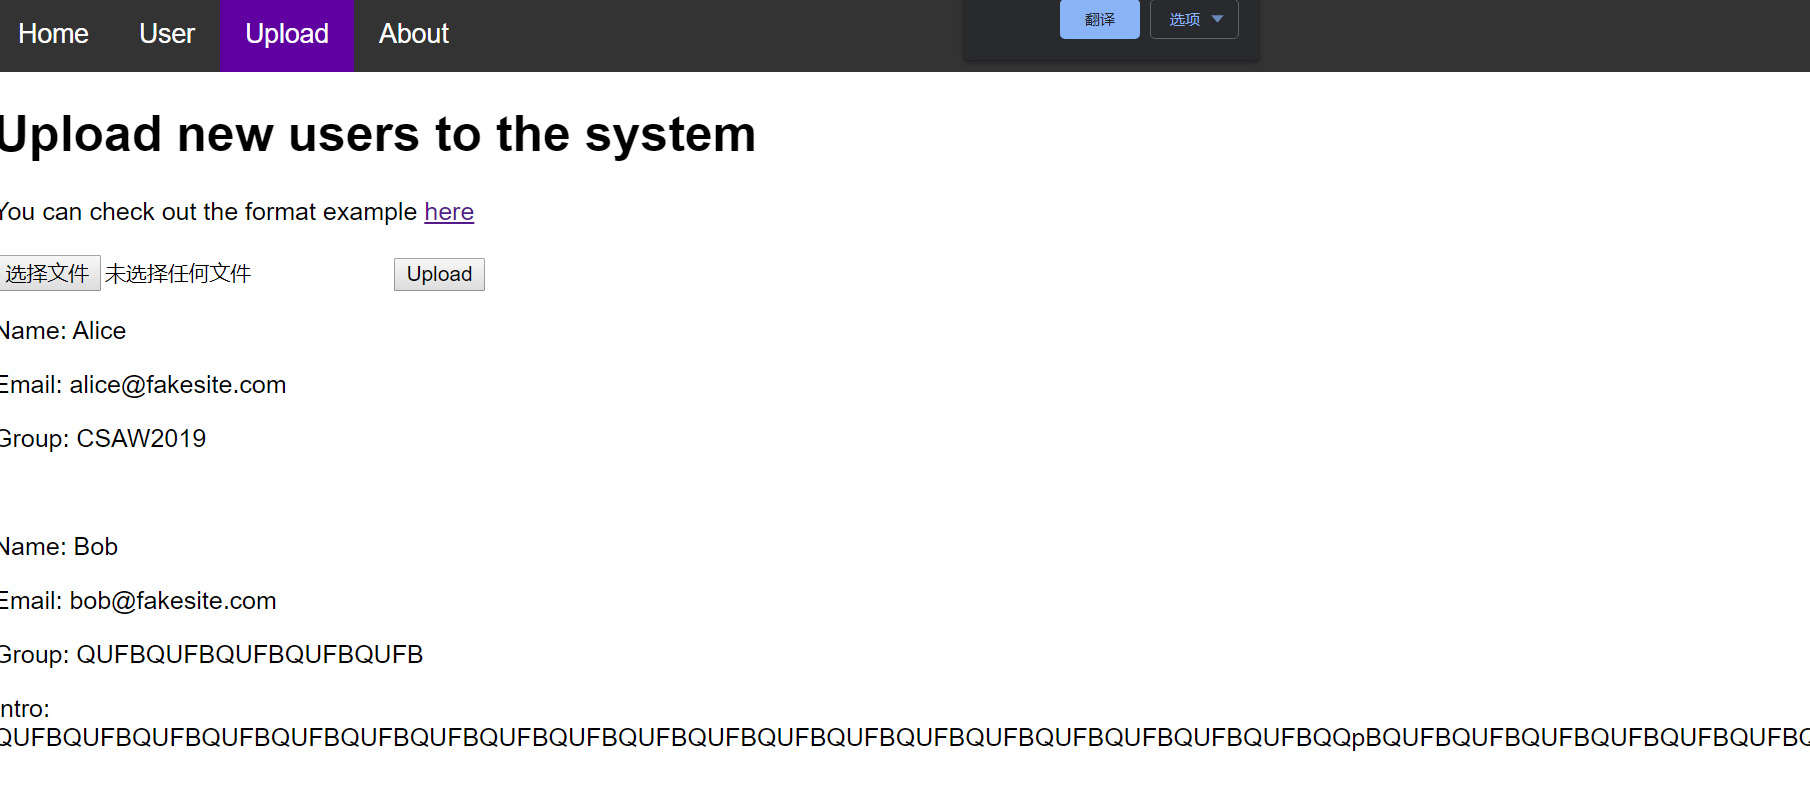 Home User Upload About 翻译 选项
Upload new users to the system
You can check out the format example here
选择文件 未选择任何文件 Upload
Name: Alice
Email: alice@fakesite.com
Group: CSAW2019
Name: Bob
Email: bob@fakesite.com
Group: QUFBQUFBQUFBQUFBQUFB
Intro:
QUFBQUFBQUFBQUFBQUFBQUFBQUFBQUFBQUFBQUFBQUFBQUFBQUFBQUFBQUFBQUFBQUFBQUFBQUFBQQpBQUFBQUFBQUFBQUFBQUFBQUFBQ